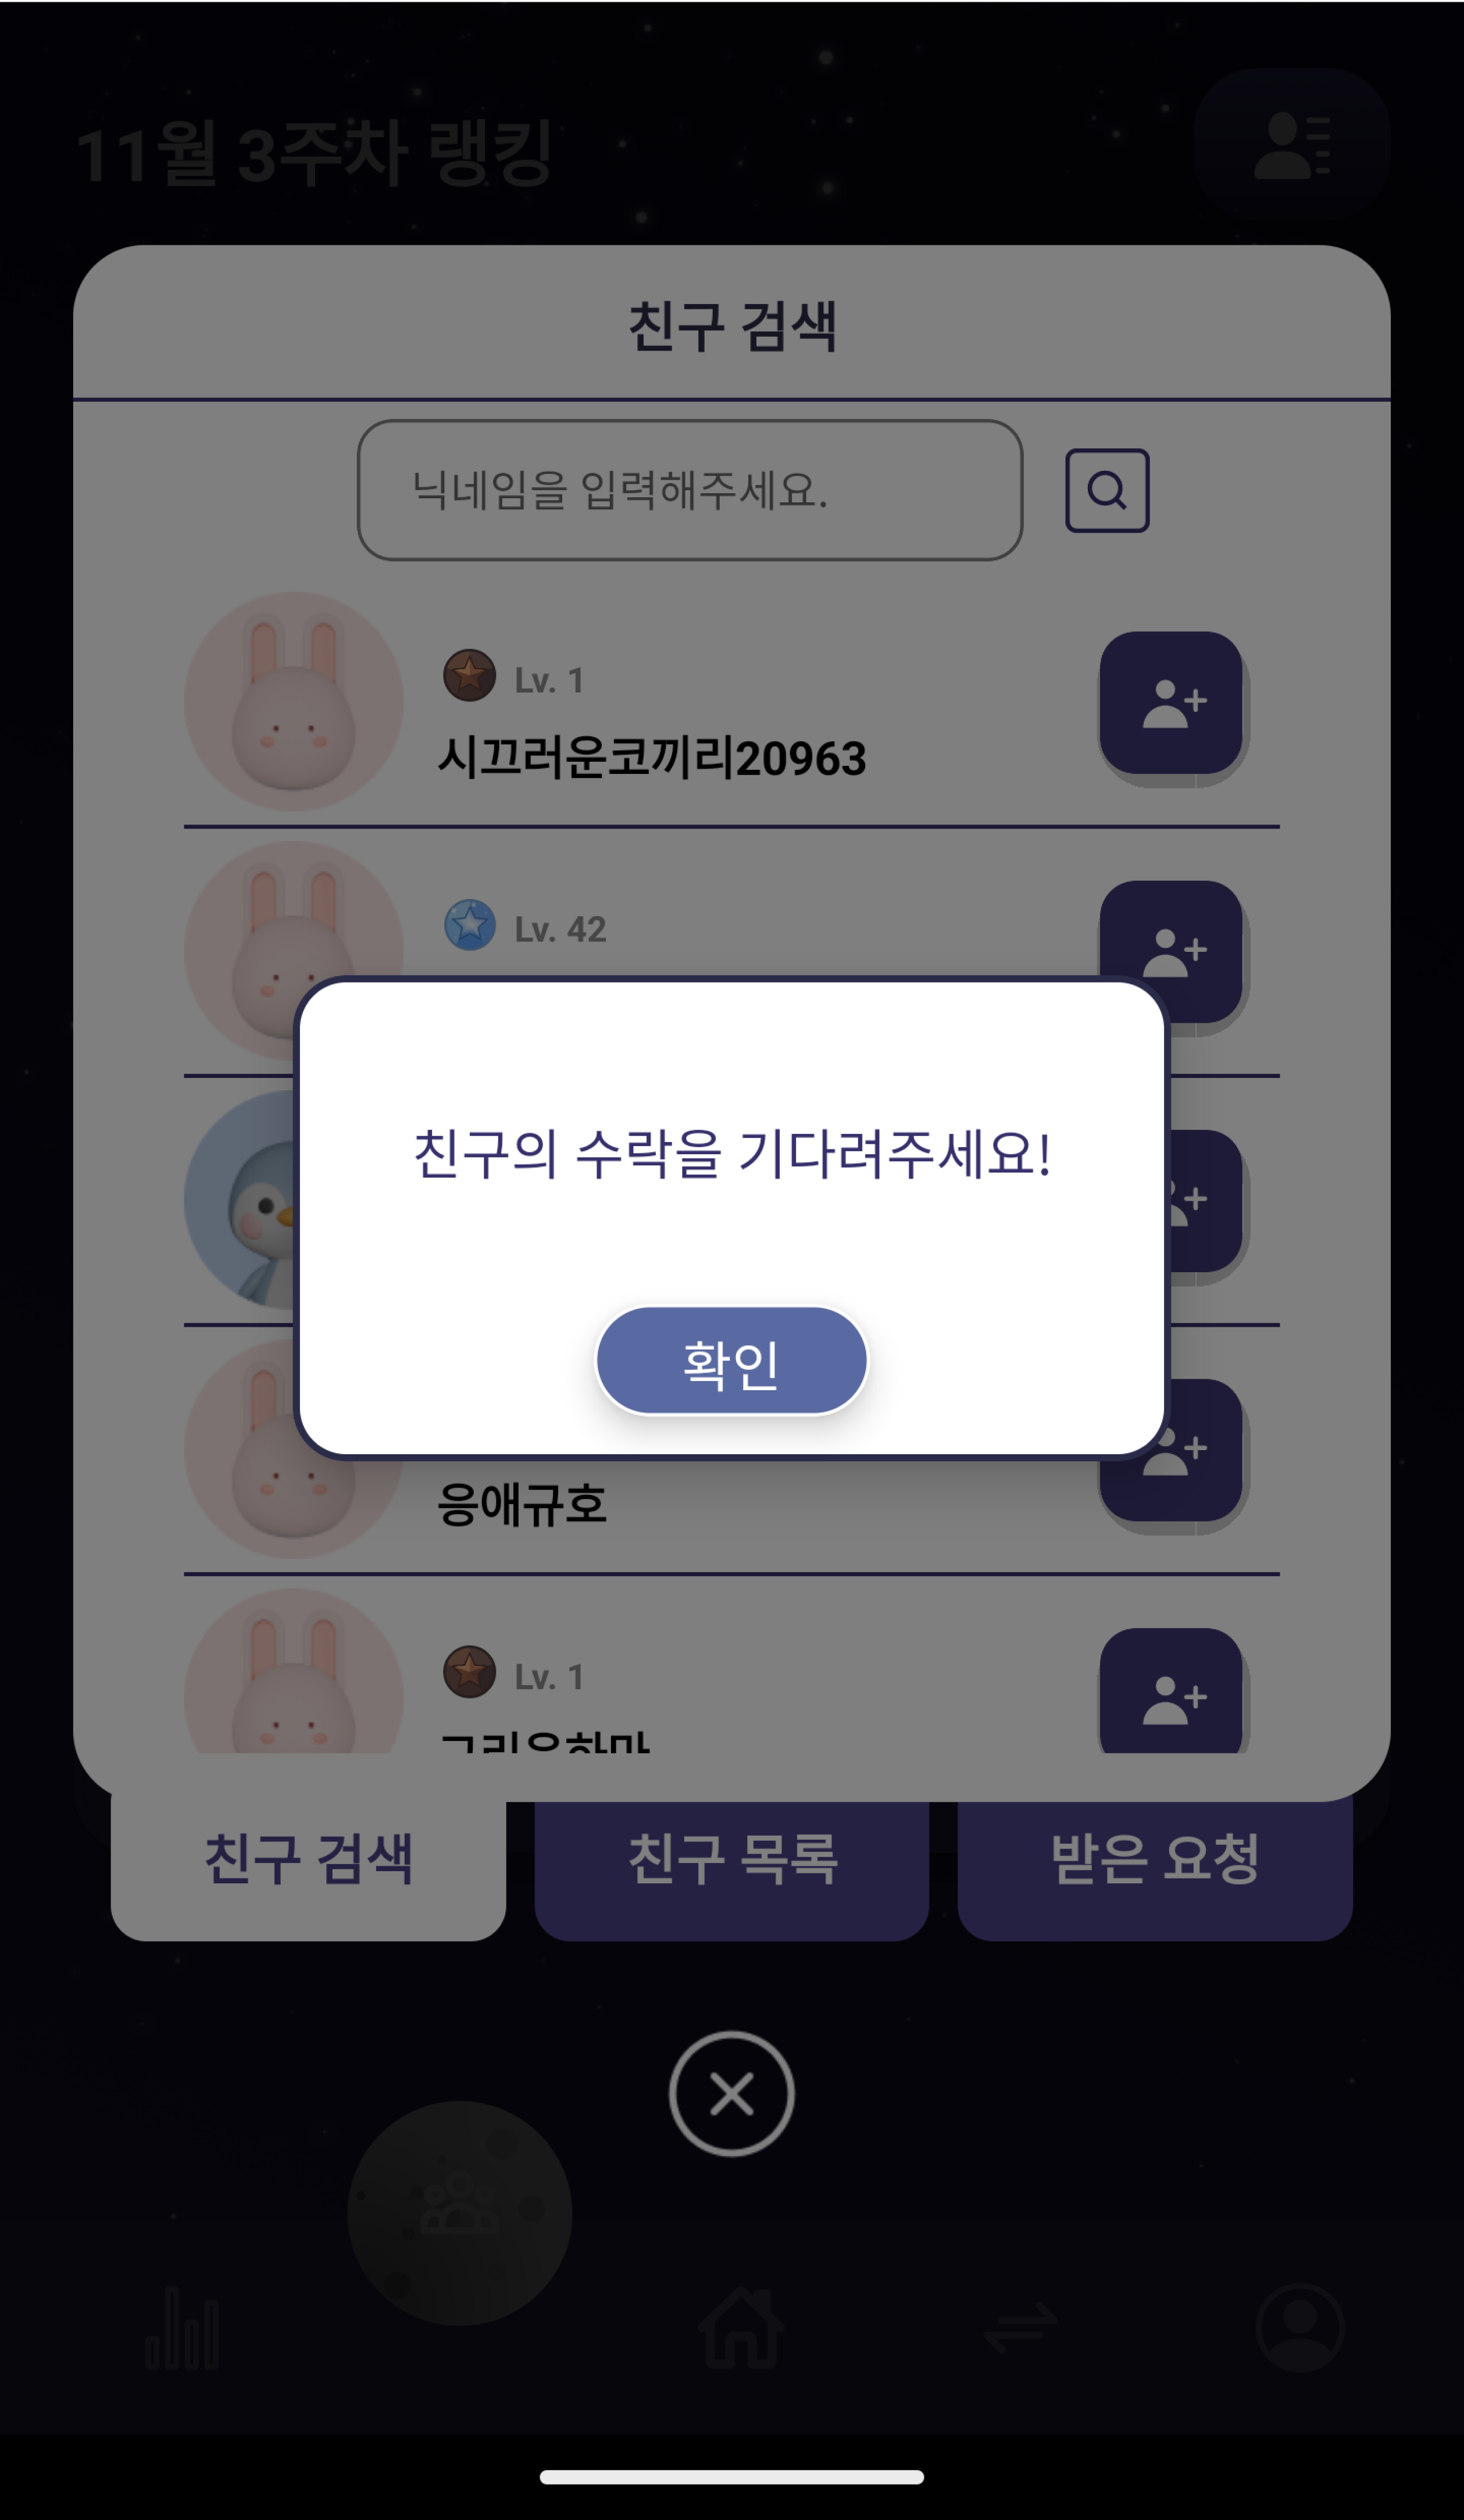 11월 3주차 랭킹
친구 검색
닉네임을 입력해주세요.
Lv. 1
시끄러운코끼리20963
Lv. 42
친구의 수락을 기다려주세요!
확인
응애규호
Lv. 1
친구 검색
친구 목록
받은 요청